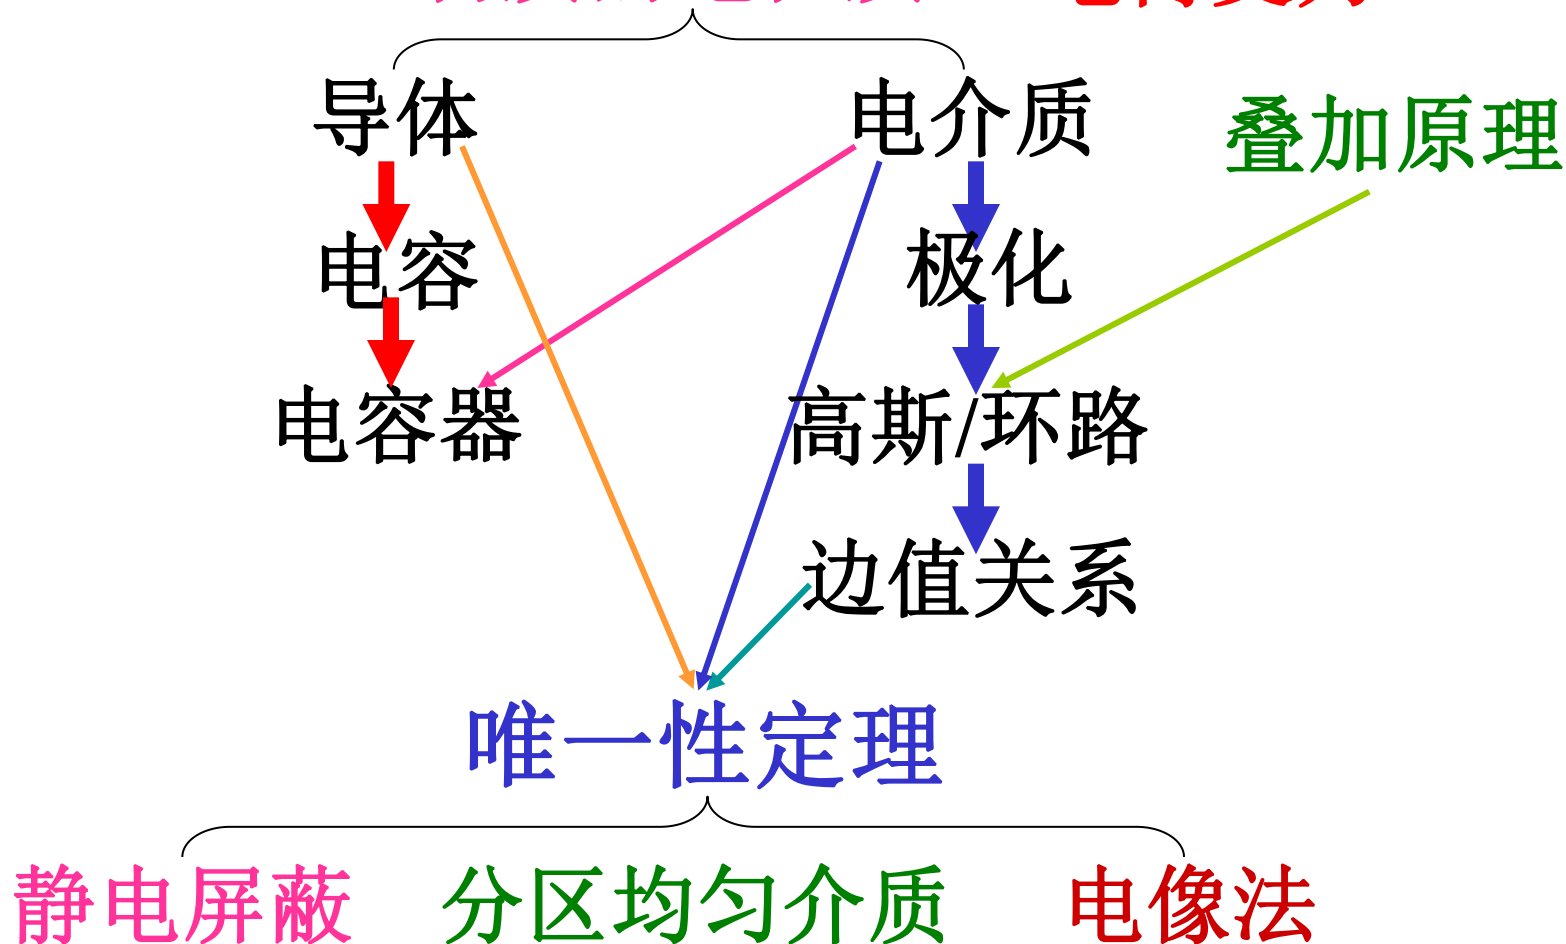 导体 电介质 叠加原理
电容 极化
电容器 高斯/环路
边值关系
唯一性定理
静电屏蔽 分区均匀介质 电像法